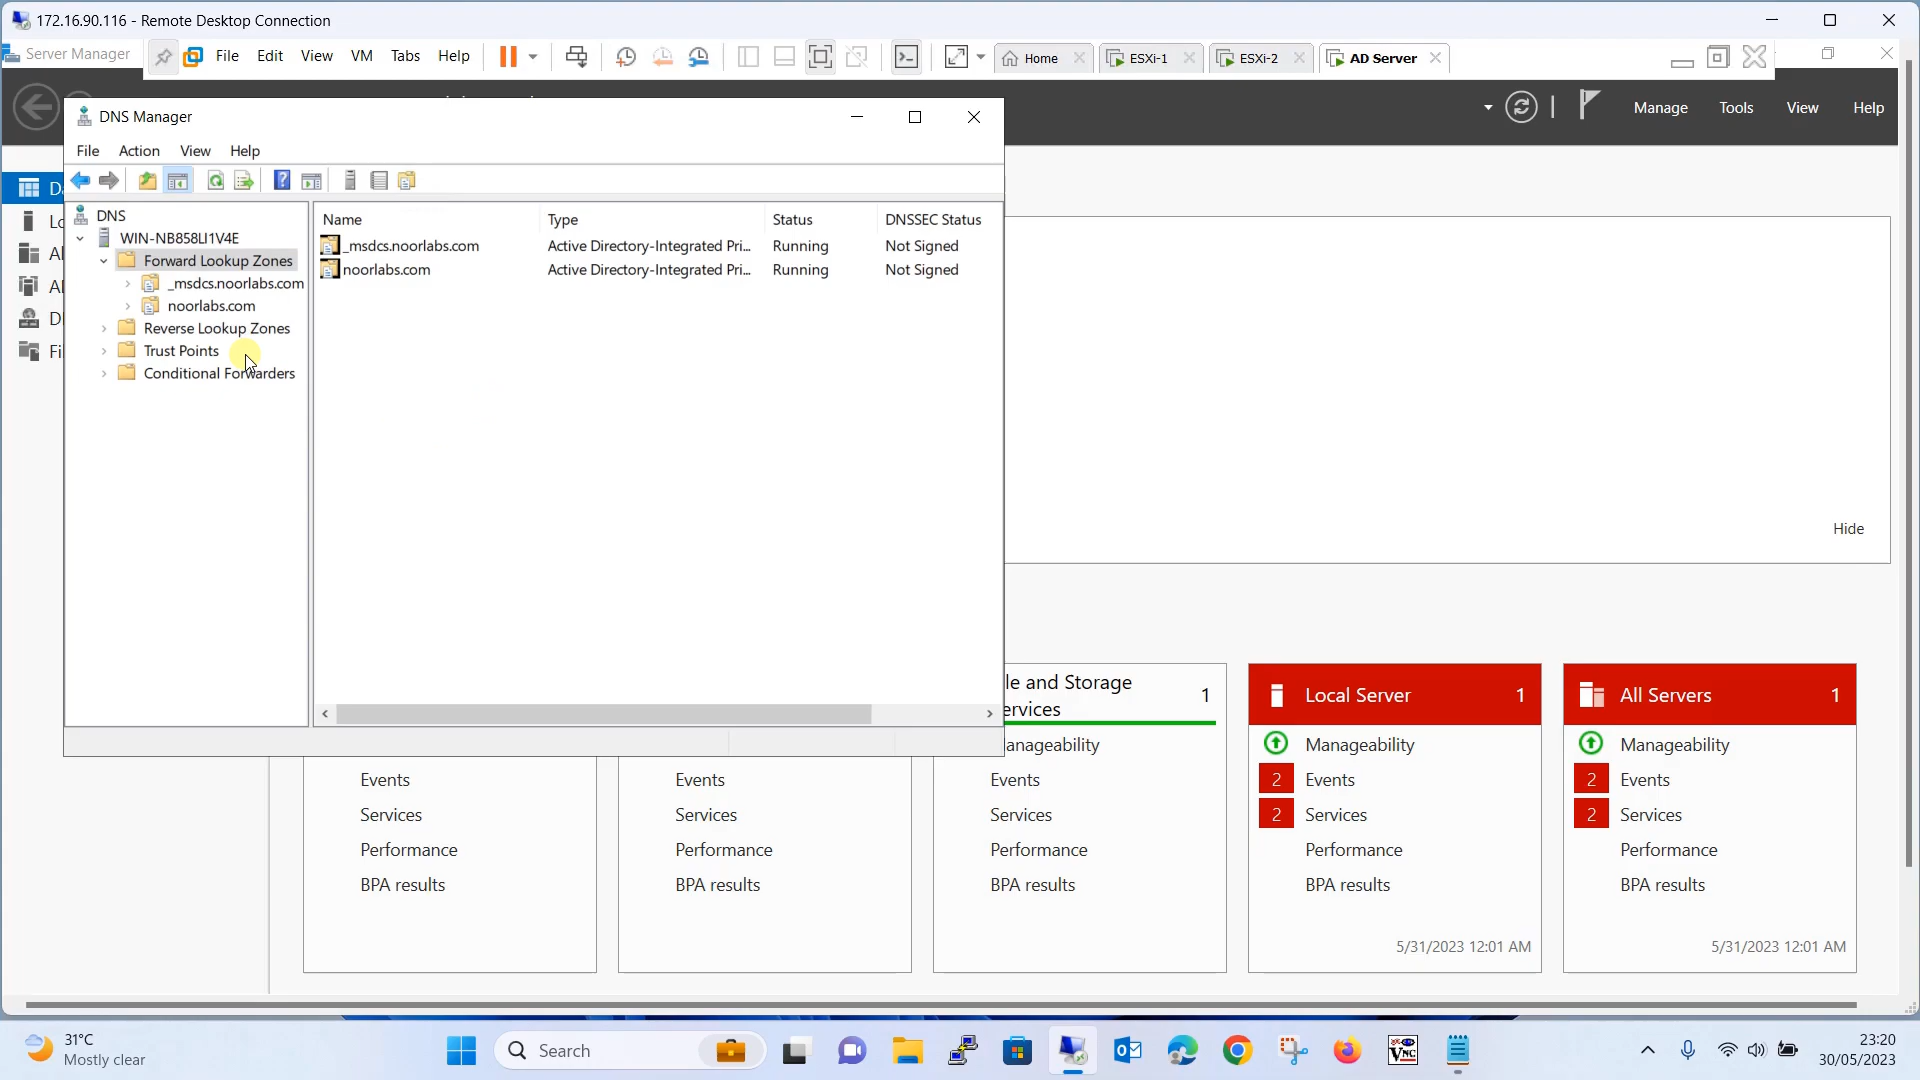 172.16.90.116 - Remote Desktop Connection
Server Manager File Edit View VM Tabs Help Home ESXi-1 ESXi-2 AD Server
Manage Tools View Help
DNS Manager
File Action View Help
DNS
WIN-NB858LI1V4E
Forward Lookup Zones
_msdcs.noorlabs.com
noorlabs.com
Reverse Lookup Zones
Trust Points
Conditional Forwarders
Name Type Status DNSSEC Status
_msdcs.noorlabs.com Active Directory-Integrated Pri... Running Not Signed
noorlabs.com Active Directory-Integrated Pri... Running Not Signed
Hide
le and Storage
ervices
1
anageability
Events
Services
Performance
BPA results
Events
Services
Performance
BPA results
Events
Services
Performance
BPA results
Local Server 1
Manageability
2 Events
2 Services
Performance
BPA results
5/31/2023 12:01 AM
All Servers 1
Manageability
2 Events
2 Services
Performance
BPA results
5/31/2023 12:01 AM
31°C
Mostly clear
Search
VNC
23:20
30/05/2023